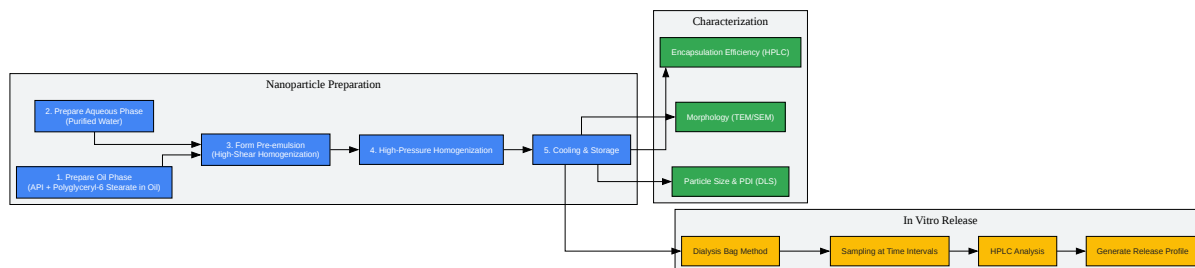 Nanoparticle Preparation
2. Prepare Aqueous Phase
(Purified Water)
1. Prepare Oil Phase
(API + Polyglyceryl-6 Stearate in Oil)
3. Form Pre-emulsion
(High-Shear Homogenization)
4. High-Pressure Homogenization
5. Cooling & Storage
Characterization
Encapsulation Efficiency (HPLC)
Morphology (TEM/SEM)
Particle Size & PDI (DLS)
In Vitro Release
Dialysis Bag Method
Sampling at Time Intervals
HPLC Analysis
Generate Release Profile